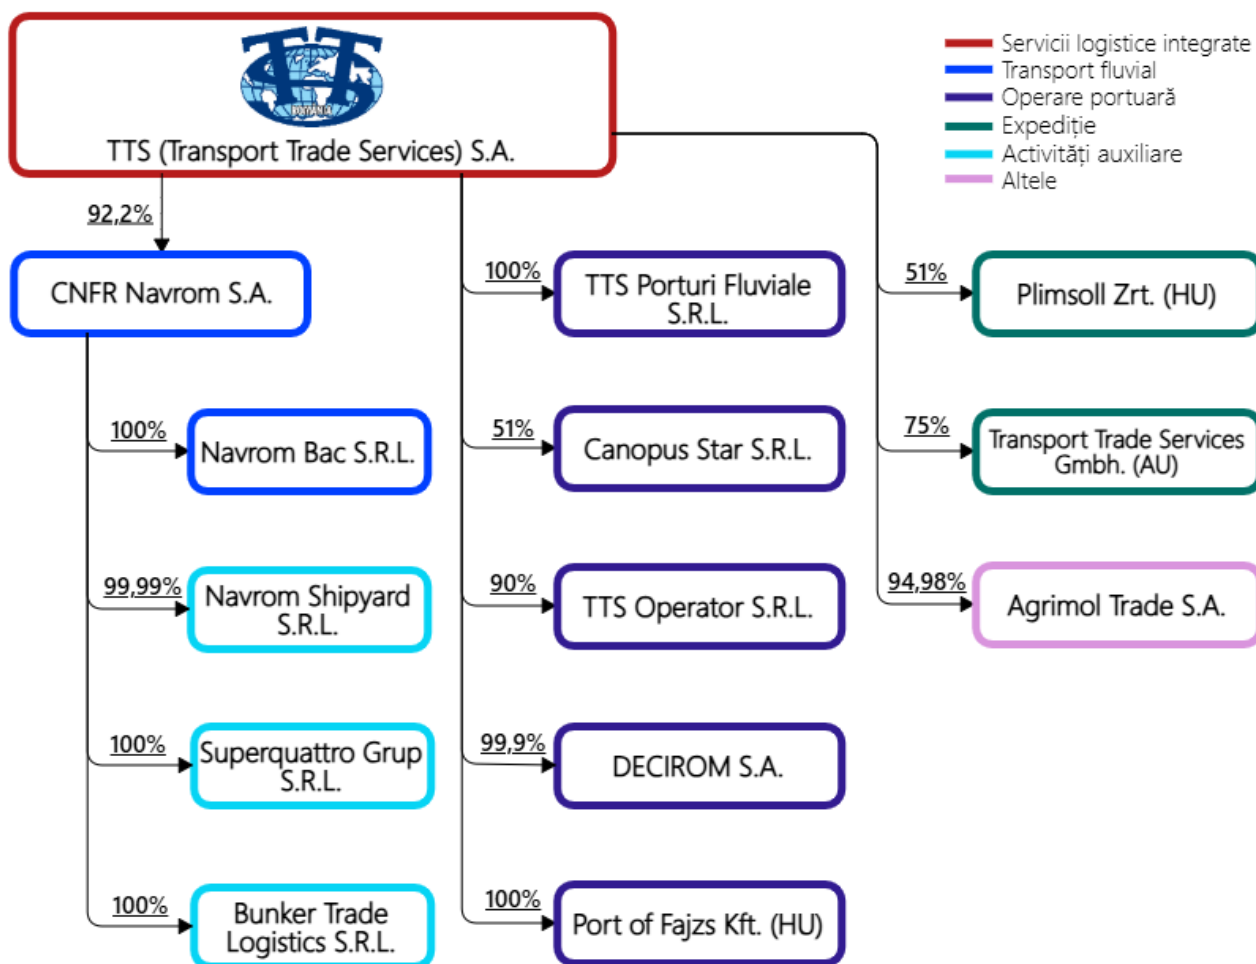 TTS
ROMANIA
TTS (Transport Trade Services) S.A.
Servicii logistice integrate
Transport fluvial
Operare portuară
Expediție
Activități auxiliare
Altele
92,2%
CNFR Navrom S.A.
100%
Navrom Bac S.R.L.
99,99%
Navrom Shipyard
S.R.L.
100%
Superquattro Grup
S.R.L.
100%
Bunker Trade
Logistics S.R.L.
100%
TTS Porturi Fluviale
S.R.L.
51%
Canopus Star S.R.L.
90%
TTS Operator S.R.L.
99,9%
DECIROM S.A.
100%
Port of Fajzs Kft. (HU)
51%
Plimsoll Zrt. (HU)
75%
Transport Trade Services
Gmbh. (AU)
94,98%
Agrimol Trade S.A.